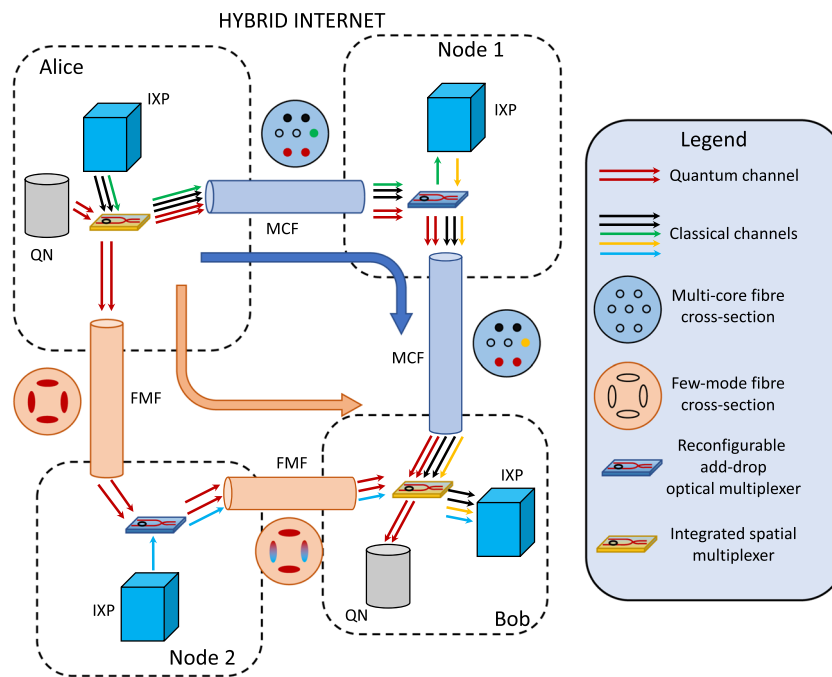 HYBRID INTERNET
Alice
IXP
QN
MCF
Node 1
IXP
MCF
FMF
FMF
IXP
Node 2
IXP
QN
Bob
Legend
Quantum channel
Classical channels
Multi-core fibre
cross-section
Few-mode fibre
cross-section
Reconfigurable
add-drop
optical multiplexer
Integrated spatial
multiplexer